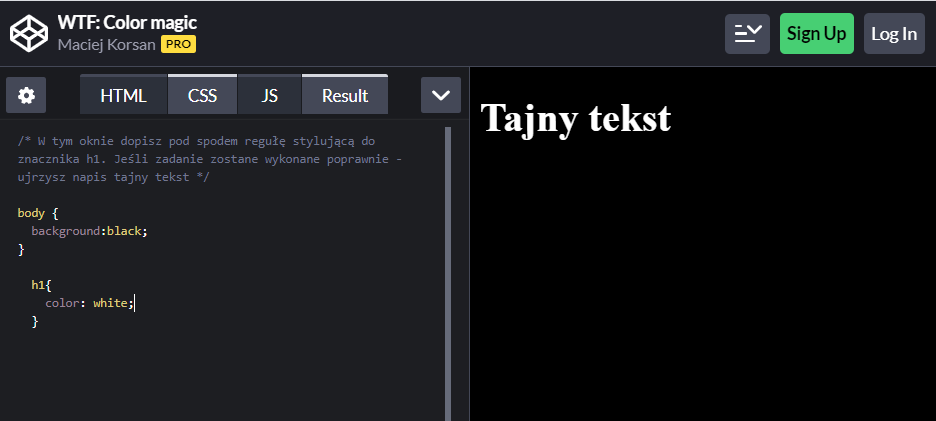 WTF: Color magic
Maciej Korsan PRO
Sign Up
Log In
HTML
CSS
JS
Result
/* W tym oknie dopisz pod spodem regułę stylującą do
znacznika h1. Jeśli zadanie zostane wykonane poprawnie -
ujrzysz napis tajny tekst */
body {
background:black;
}
h1{
color: white;
}
Tajny tekst